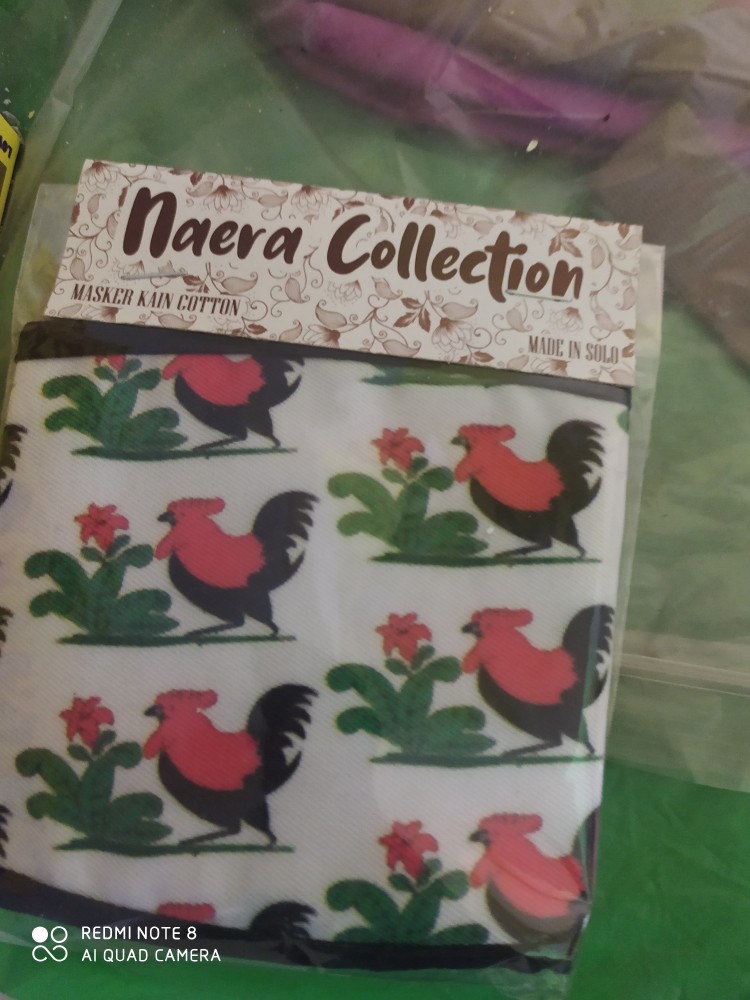 Naera Collection
MASKER KAIN COTTON
MADE IN SOLO
REDMI NOTE 8
AI QUAD CAMERA